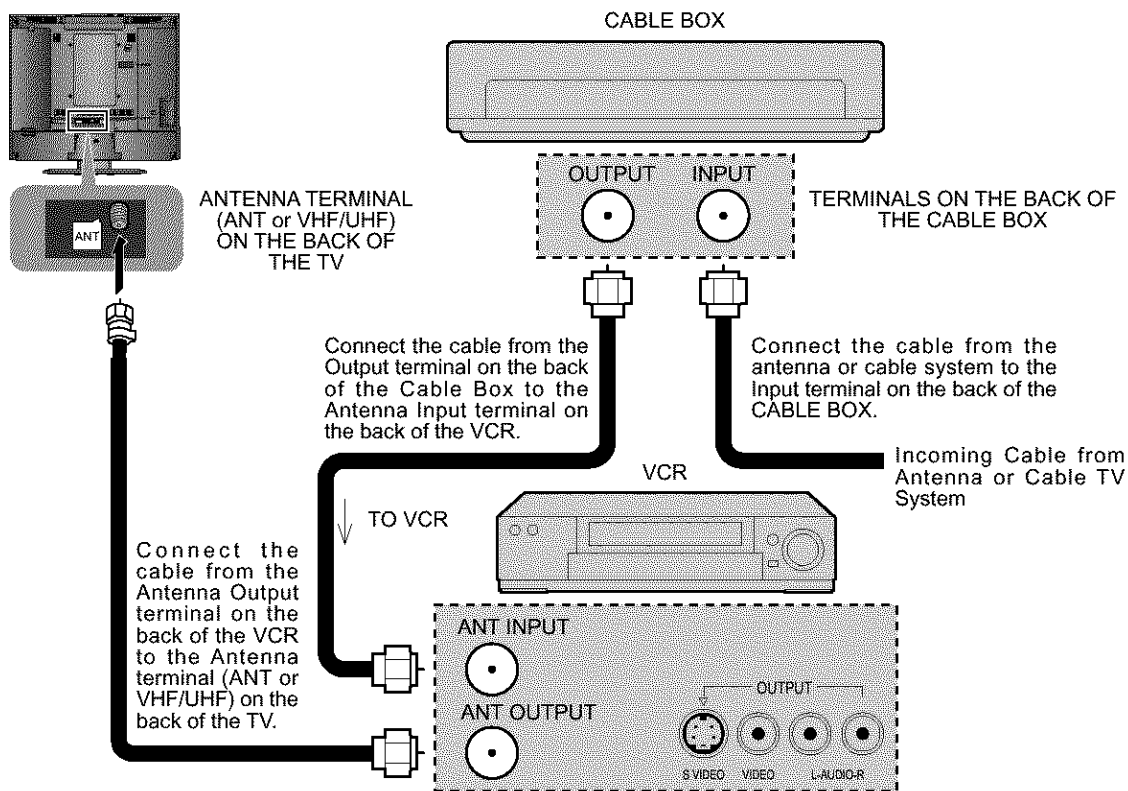 CABLE BOX
OUTPUT INPUT
ANTENNA TERMINAL
(ANT or VHF/UHF)
ON THE BACK OF
THE TV
ANT
TERMINALS ON THE BACK OF
THE CABLE BOX
Connect the cable from the
Output terminal on the back
of the Cable Box to the
Antenna Input terminal on
the back of the VCR.
Connect the cable from the
antenna or cable system to the
Input terminal on the back of the
CABLE BOX.
Incoming Cable from
Antenna or Cable TV
System
VCR
TO VCR
Connect the
cable from the
Antenna Output
terminal on the
back of the VCR
to the Antenna
terminal (ANT or
VHF/UHF) on the
back of the TV.
ANT INPUT
ANT OUTPUT
OUTPUT
S VIDEO VIDEO L-AUDIO-R